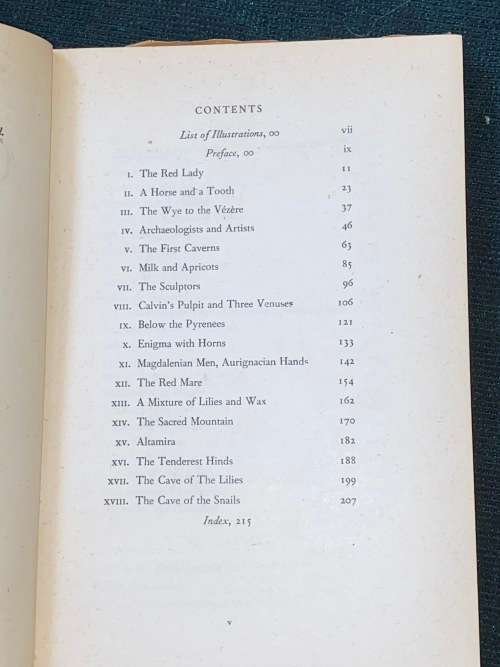 CONTENTS
List of Illustrations, 00 vii
Preface, 00 ix
I. The Red Lady 11
II. A Horse and a Tooth 23
III. The Wye to the Vézère 37
IV. Archaeologists and Artists 46
V. The First Caverns 63
VI. Milk and Apricots 85
VII. The Sculptors 96
VIII. Calvin's Pulpit and Three Venuses 106
IX. Below the Pyrenees 121
X. Enigma with Horns 133
XI. Magdalenian Men, Aurignacian Hands 142
XII. The Red Mare 154
XIII. A Mixture of Lilies and Wax 162
XIV. The Sacred Mountain 170
XV. Altamira 182
XVI. The Tenderest Hinds 188
XVII. The Cave of The Lilies 199
XVIII. The Cave of the Snails 207
Index, 215
v